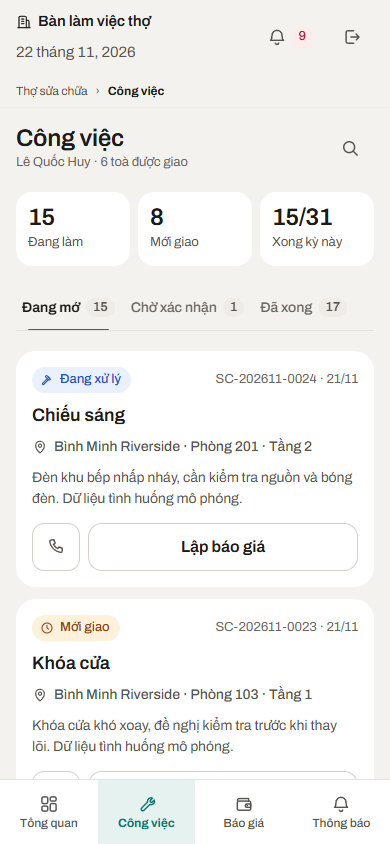 Bàn làm việc thợ
22 tháng 11, 2026
9
Thợ sửa chữa › Công việc
Công việc
Lê Quốc Huy · 6 toà được giao
15
Đang làm
8
Mới giao
15/31
Xong kỳ này
Đang mở 15
Chờ xác nhận 1
Đã xong 17
Đang xử lý
SC-202611-0024 · 21/11
Chiếu sáng
Bình Minh Riverside · Phòng 201 · Tầng 2
Đèn khu bếp nhấp nháy, cần kiểm tra nguồn và bóng
đèn. Dữ liệu tình huống mô phỏng.
Lập báo giá
Mới giao
SC-202611-0023 · 21/11
Khóa cửa
Bình Minh Riverside · Phòng 103 · Tầng 1
Khóa cửa khó xoay, đề nghị kiểm tra trước khi thay
lõi. Dữ liệu tình huống mô phỏng.
Tổng quan
Công việc
Báo giá
Thông báo